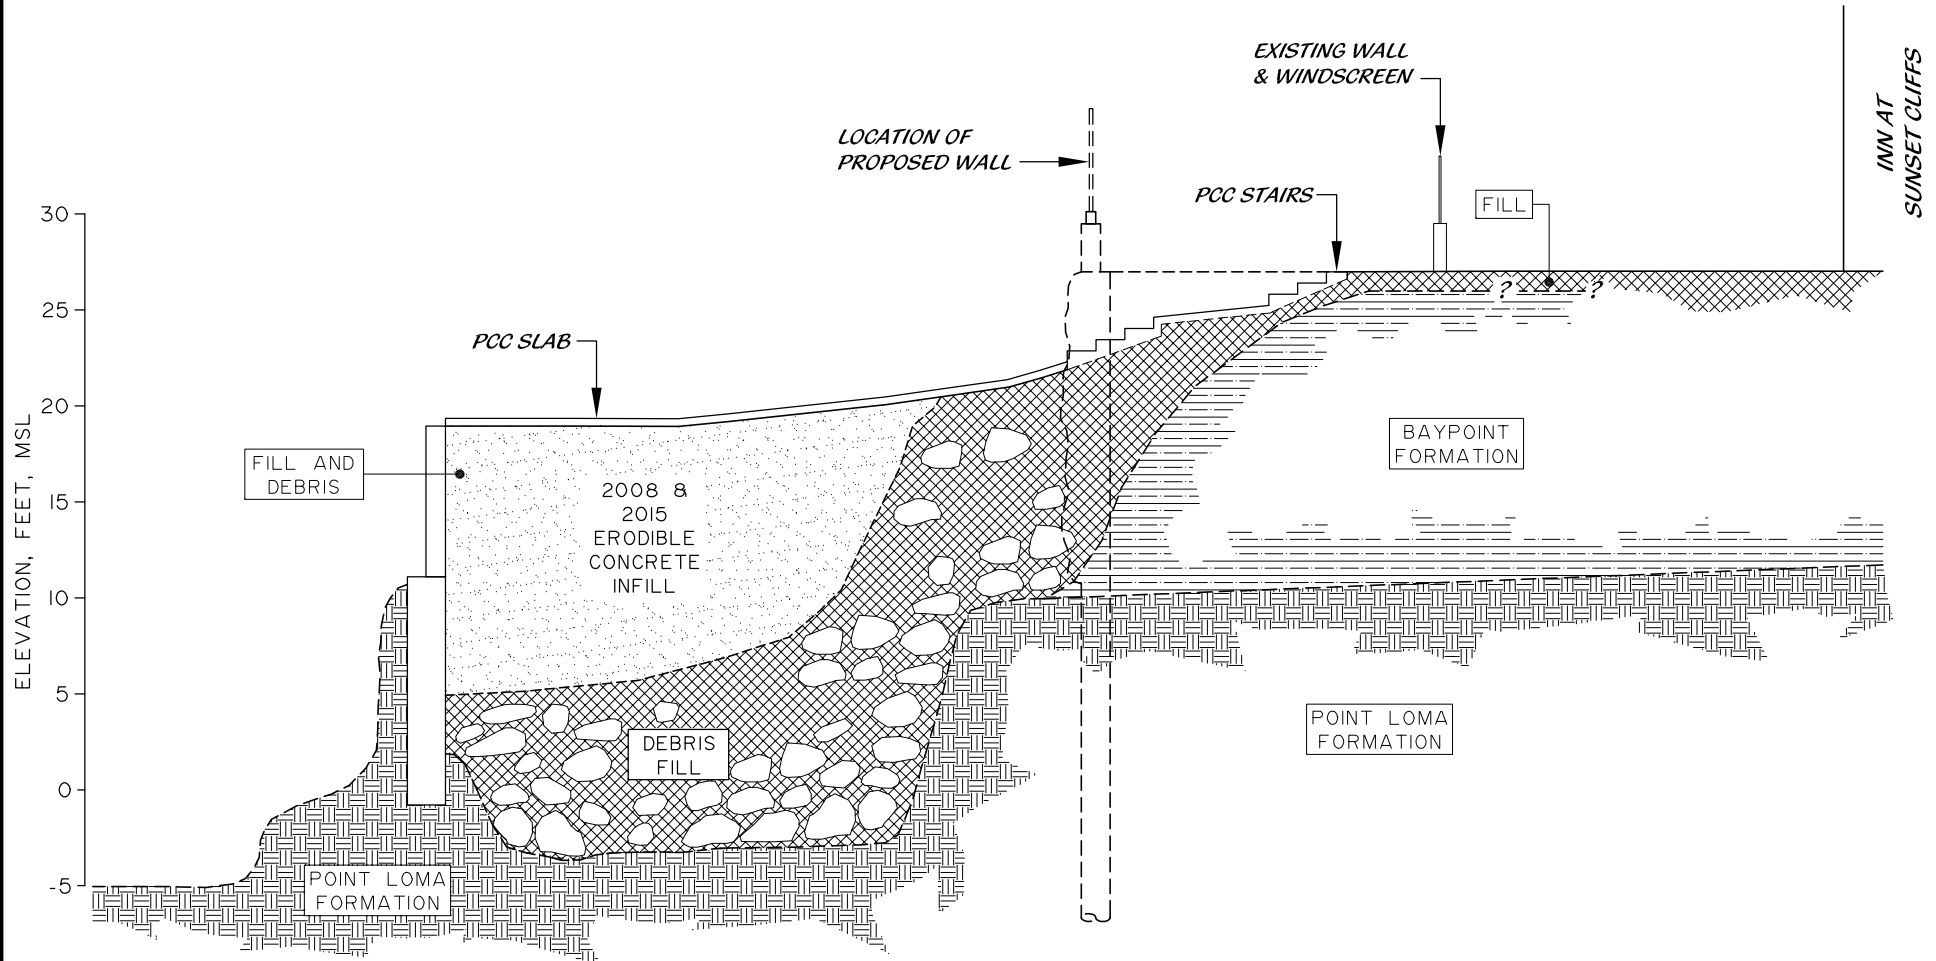 EXISTING WALL
& WINDSCREEN
INN AT
SUNSET CLIFFS
LOCATION OF
PROPOSED WALL
PCC STAIRS
FILL
30
25
20
15
10
5
0
-5
ELEVATION, FEET, MSL
? ?
PCC SLAB
FILL AND
DEBRIS
2008 &
2015
ERODIBLE
CONCRETE
INFILL
BAYPOINT
FORMATION
DEBRIS
FILL
POINT LOMA
FORMATION
POINT LOMA
FORMATION